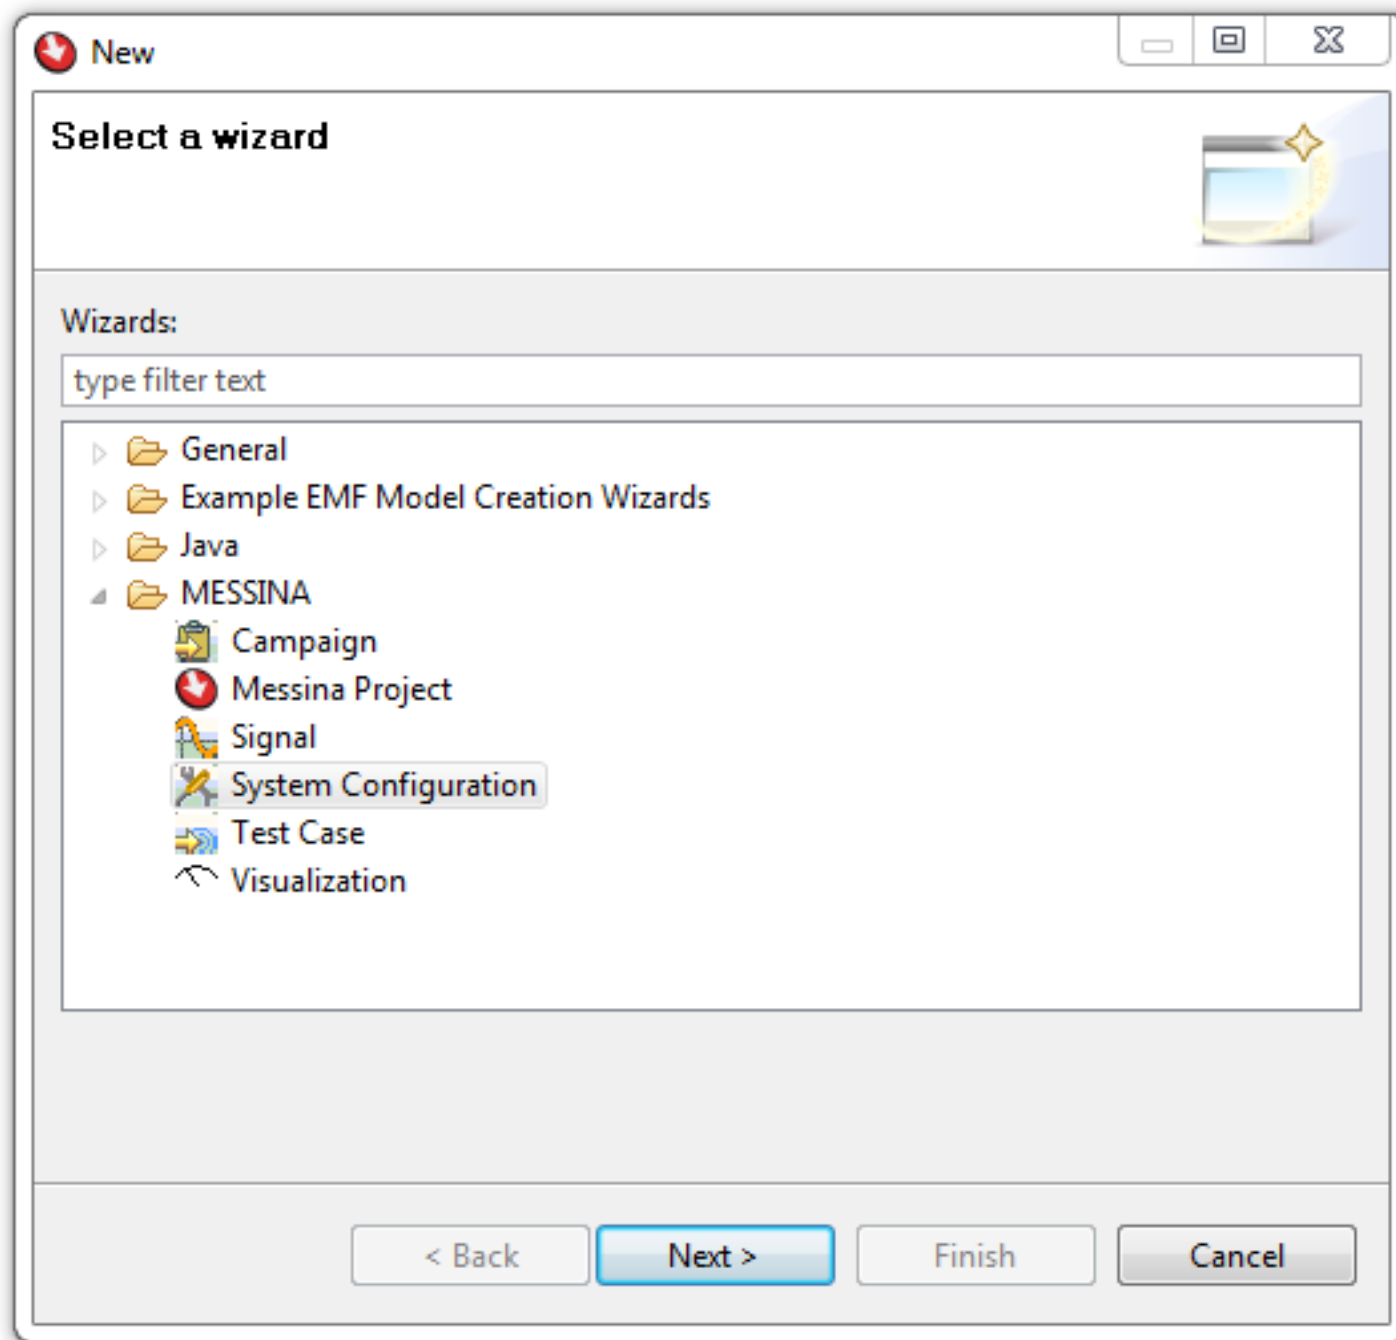 New
Select a wizard
Wizards:
type filter text
General
Example EMF Model Creation Wizards
Java
MESSINA
Campaign
Messina Project
Signal
System Configuration
Test Case
Visualization
< Back Next > Finish Cancel